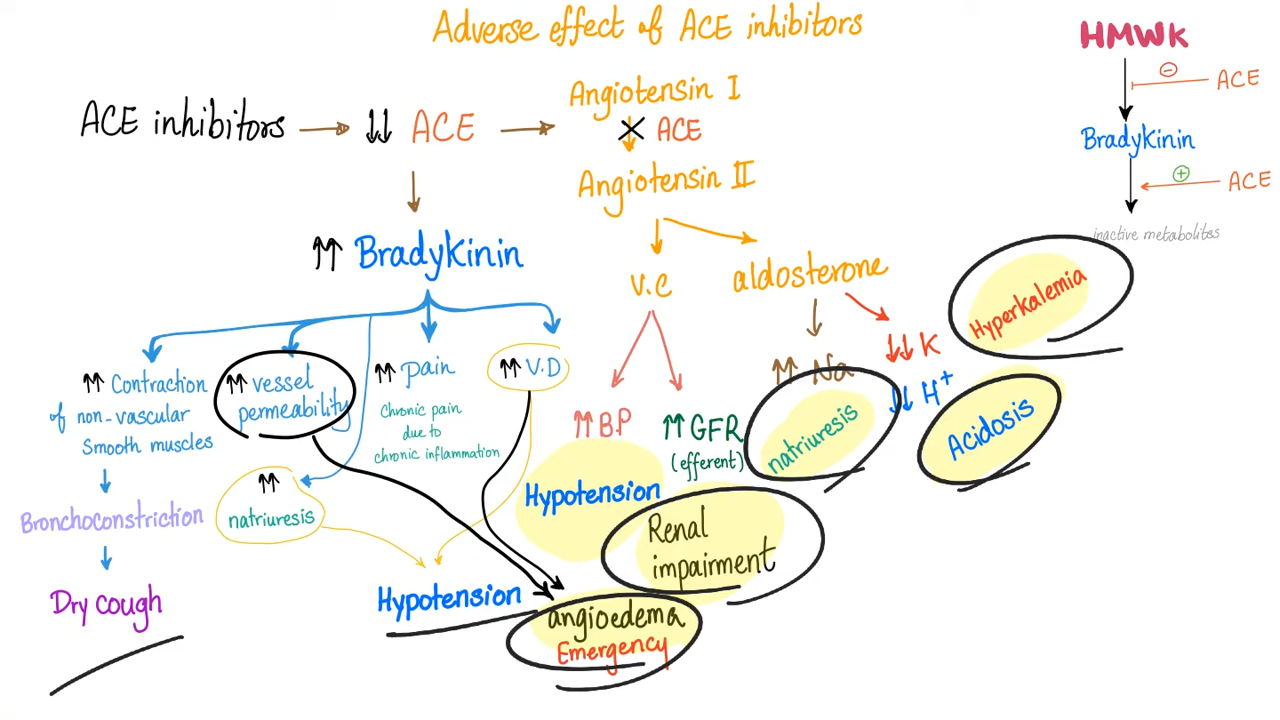 Adverse effect of ACE inhibitors
HMWK
⊖ ACE
Bradykinin
⊕ ACE
inactive metabolites
ACE inhibitors → ↓↓ ACE →
Angiotensin I
ACE
Angiotensin II
↑↑ Bradykinin
V.C
aldosterone
↑↑ Contraction
of non-vascular
Smooth muscles
Bronchoconstriction
Dry cough
↑↑ vessel
permeability
↑↑
natriuresis
↑↑ pain
Chronic pain
due to
chronic inflammation
↑↑ V.D
Hypotension
angioedema
Emergency
↑↑ B.P
Hypotension
↑↑ GFR
(efferent)
Renal
impairment
↑↑ Na
natriuresis
↓↓ K
↓↓ H⁺
Hyperkalemia
Acidosis